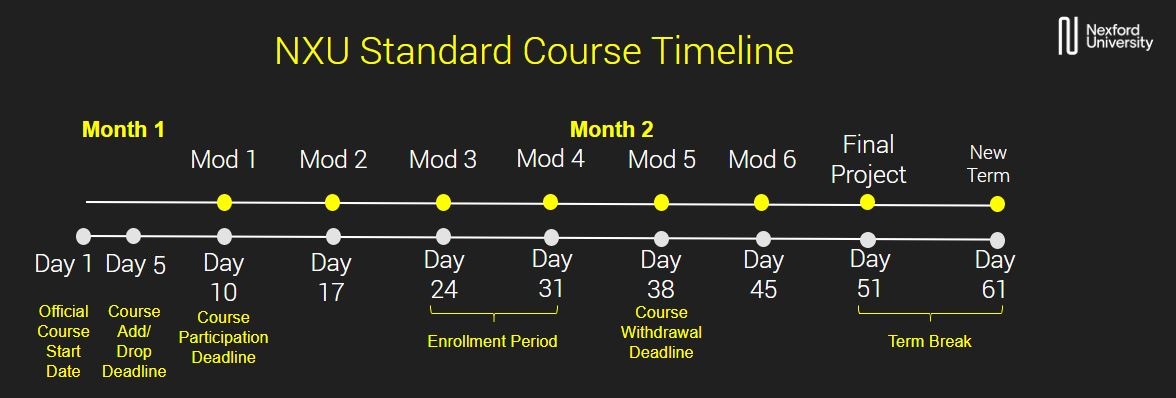 NXU Standard Course Timeline
Nexford
University
Month 1
Month 2
Mod 1
Mod 2
Mod 3
Mod 4
Mod 5
Mod 6
Final
Project
New
Term
Day 1
Day 5
Day
10
Day
17
Day
24
Day
31
Day
38
Day
45
Day
51
Day
61
Official
Course
Start
Date
Course
Add/
Drop
Deadline
Course
Participation
Deadline
Enrollment Period
Course
Withdrawal
Deadline
Term Break